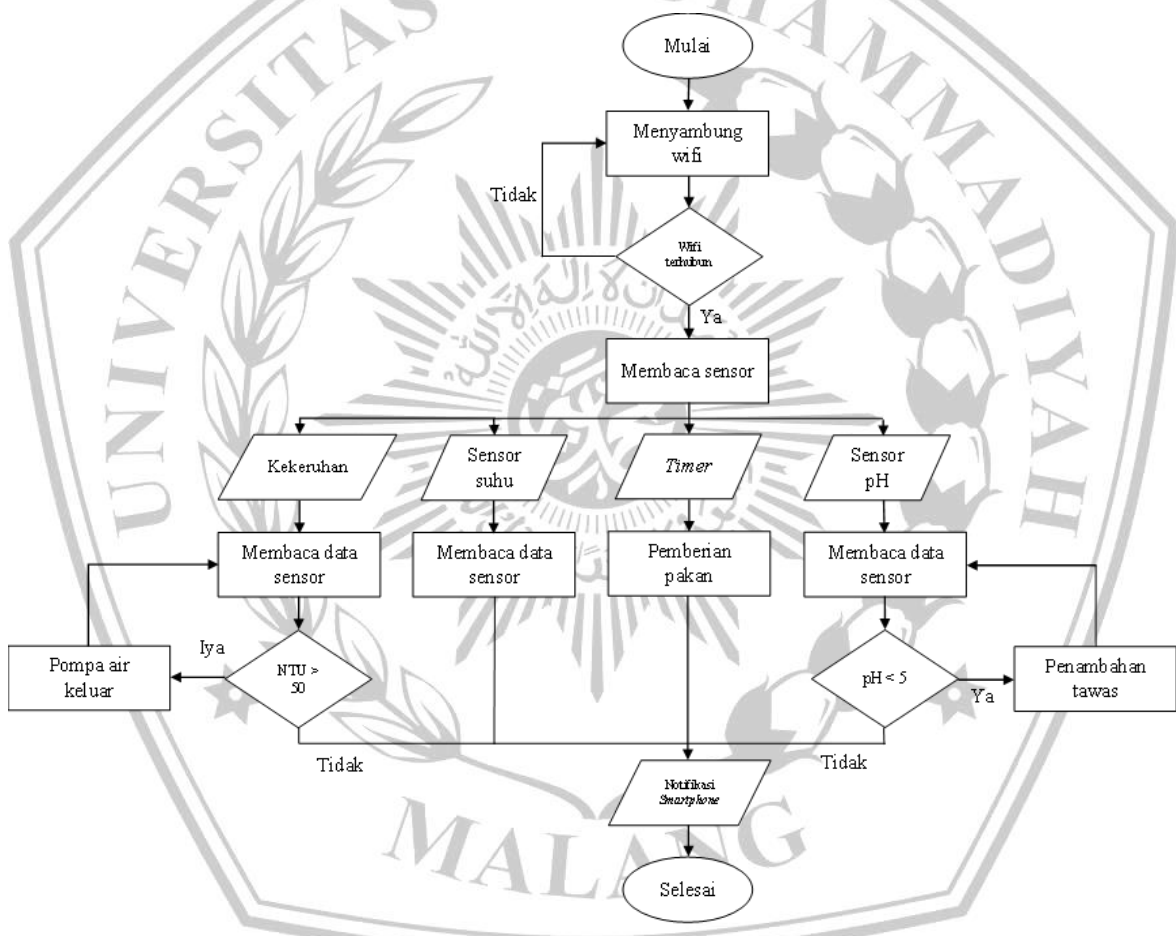 UNIVERSITAS
MUHAMMADIYAH
MALANG
Mulai
Menyambung
wifi
Tidak
Wifi
terhubun
Ya
Membaca sensor
Kekeruhan
Sensor
suhu
Timer
Sensor
pH
Membaca data
sensor
Membaca data
sensor
Pemberian
pakan
Membaca data
sensor
Iya
Pompa air
keluar
NTU >
50
pH < 5
Ya
Penambahan
tawas
Tidak
Tidak
Notifikasi
Smartphone
Selesai